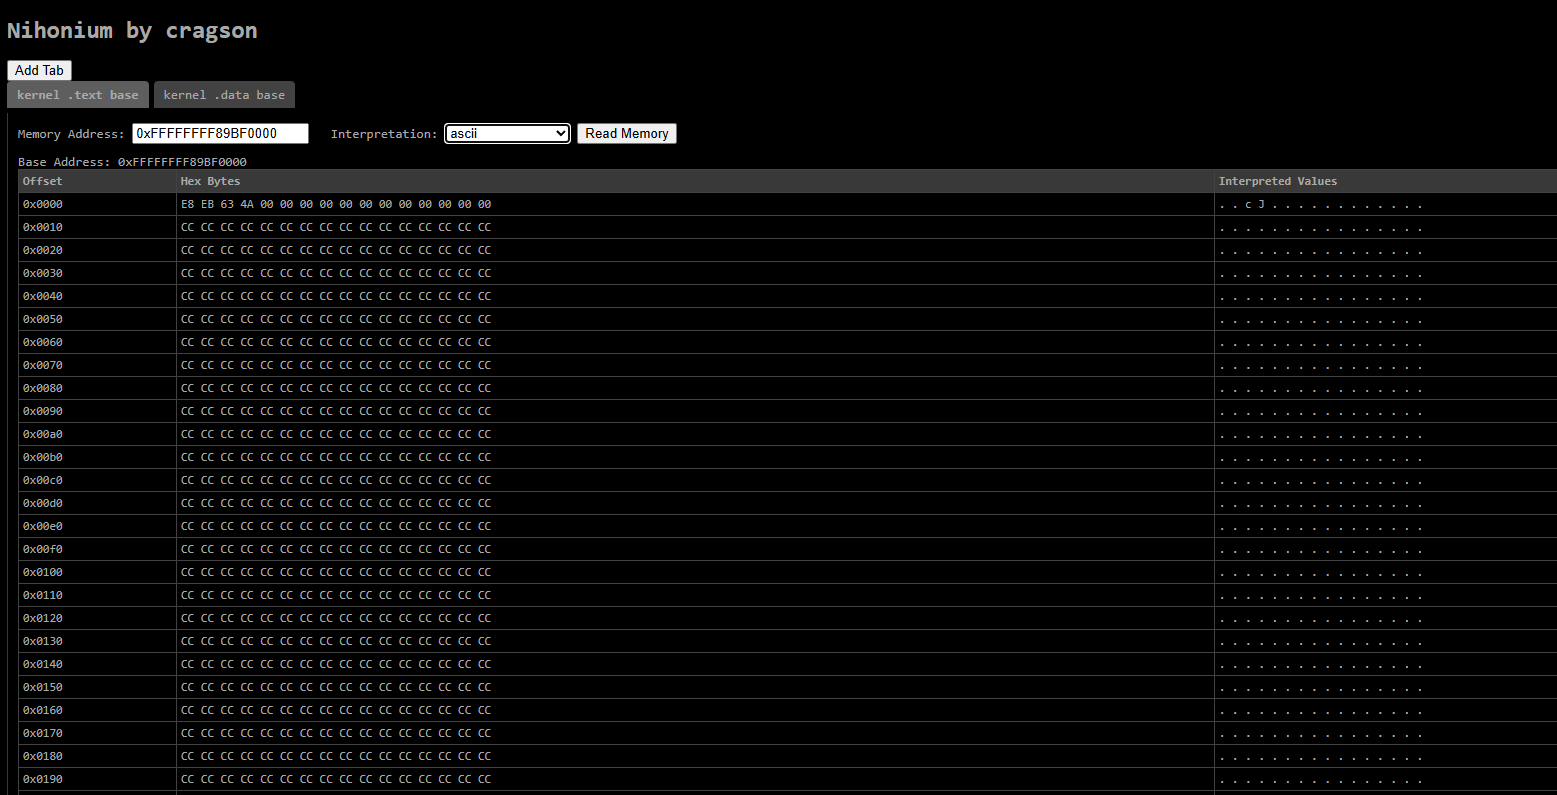 Nihonium by cragson
Add Tab
kernel .text base kernel .data base
Memory Address: 0xFFFFFFFF89BF0000 Interpretation: ascii Read Memory
Base Address: 0xFFFFFFFF89BF0000
Offset Hex Bytes Interpreted Values
0x0000 E8 EB 63 4A 00 00 00 00 00 00 00 00 00 00 00 00 . . c J . . . . . . . . . . . .
0x0010 CC CC CC CC CC CC CC CC CC CC CC CC CC CC CC CC . . . . . . . . . . . . . . . .
0x0020 CC CC CC CC CC CC CC CC CC CC CC CC CC CC CC CC . . . . . . . . . . . . . . . .
0x0030 CC CC CC CC CC CC CC CC CC CC CC CC CC CC CC CC . . . . . . . . . . . . . . . .
0x0040 CC CC CC CC CC CC CC CC CC CC CC CC CC CC CC CC . . . . . . . . . . . . . . . .
0x0050 CC CC CC CC CC CC CC CC CC CC CC CC CC CC CC CC . . . . . . . . . . . . . . . .
0x0060 CC CC CC CC CC CC CC CC CC CC CC CC CC CC CC CC . . . . . . . . . . . . . . . .
0x0070 CC CC CC CC CC CC CC CC CC CC CC CC CC CC CC CC . . . . . . . . . . . . . . . .
0x0080 CC CC CC CC CC CC CC CC CC CC CC CC CC CC CC CC . . . . . . . . . . . . . . . .
0x0090 CC CC CC CC CC CC CC CC CC CC CC CC CC CC CC CC . . . . . . . . . . . . . . . .
0x00a0 CC CC CC CC CC CC CC CC CC CC CC CC CC CC CC CC . . . . . . . . . . . . . . . .
0x00b0 CC CC CC CC CC CC CC CC CC CC CC CC CC CC CC CC . . . . . . . . . . . . . . . .
0x00c0 CC CC CC CC CC CC CC CC CC CC CC CC CC CC CC CC . . . . . . . . . . . . . . . .
0x00d0 CC CC CC CC CC CC CC CC CC CC CC CC CC CC CC CC . . . . . . . . . . . . . . . .
0x00e0 CC CC CC CC CC CC CC CC CC CC CC CC CC CC CC CC . . . . . . . . . . . . . . . .
0x00f0 CC CC CC CC CC CC CC CC CC CC CC CC CC CC CC CC . . . . . . . . . . . . . . . .
0x0100 CC CC CC CC CC CC CC CC CC CC CC CC CC CC CC CC . . . . . . . . . . . . . . . .
0x0110 CC CC CC CC CC CC CC CC CC CC CC CC CC CC CC CC . . . . . . . . . . . . . . . .
0x0120 CC CC CC CC CC CC CC CC CC CC CC CC CC CC CC CC . . . . . . . . . . . . . . . .
0x0130 CC CC CC CC CC CC CC CC CC CC CC CC CC CC CC CC . . . . . . . . . . . . . . . .
0x0140 CC CC CC CC CC CC CC CC CC CC CC CC CC CC CC CC . . . . . . . . . . . . . . . .
0x0150 CC CC CC CC CC CC CC CC CC CC CC CC CC CC CC CC . . . . . . . . . . . . . . . .
0x0160 CC CC CC CC CC CC CC CC CC CC CC CC CC CC CC CC . . . . . . . . . . . . . . . .
0x0170 CC CC CC CC CC CC CC CC CC CC CC CC CC CC CC CC . . . . . . . . . . . . . . . .
0x0180 CC CC CC CC CC CC CC CC CC CC CC CC CC CC CC CC . . . . . . . . . . . . . . . .
0x0190 CC CC CC CC CC CC CC CC CC CC CC CC CC CC CC CC . . . . . . . . . . . . . . . .